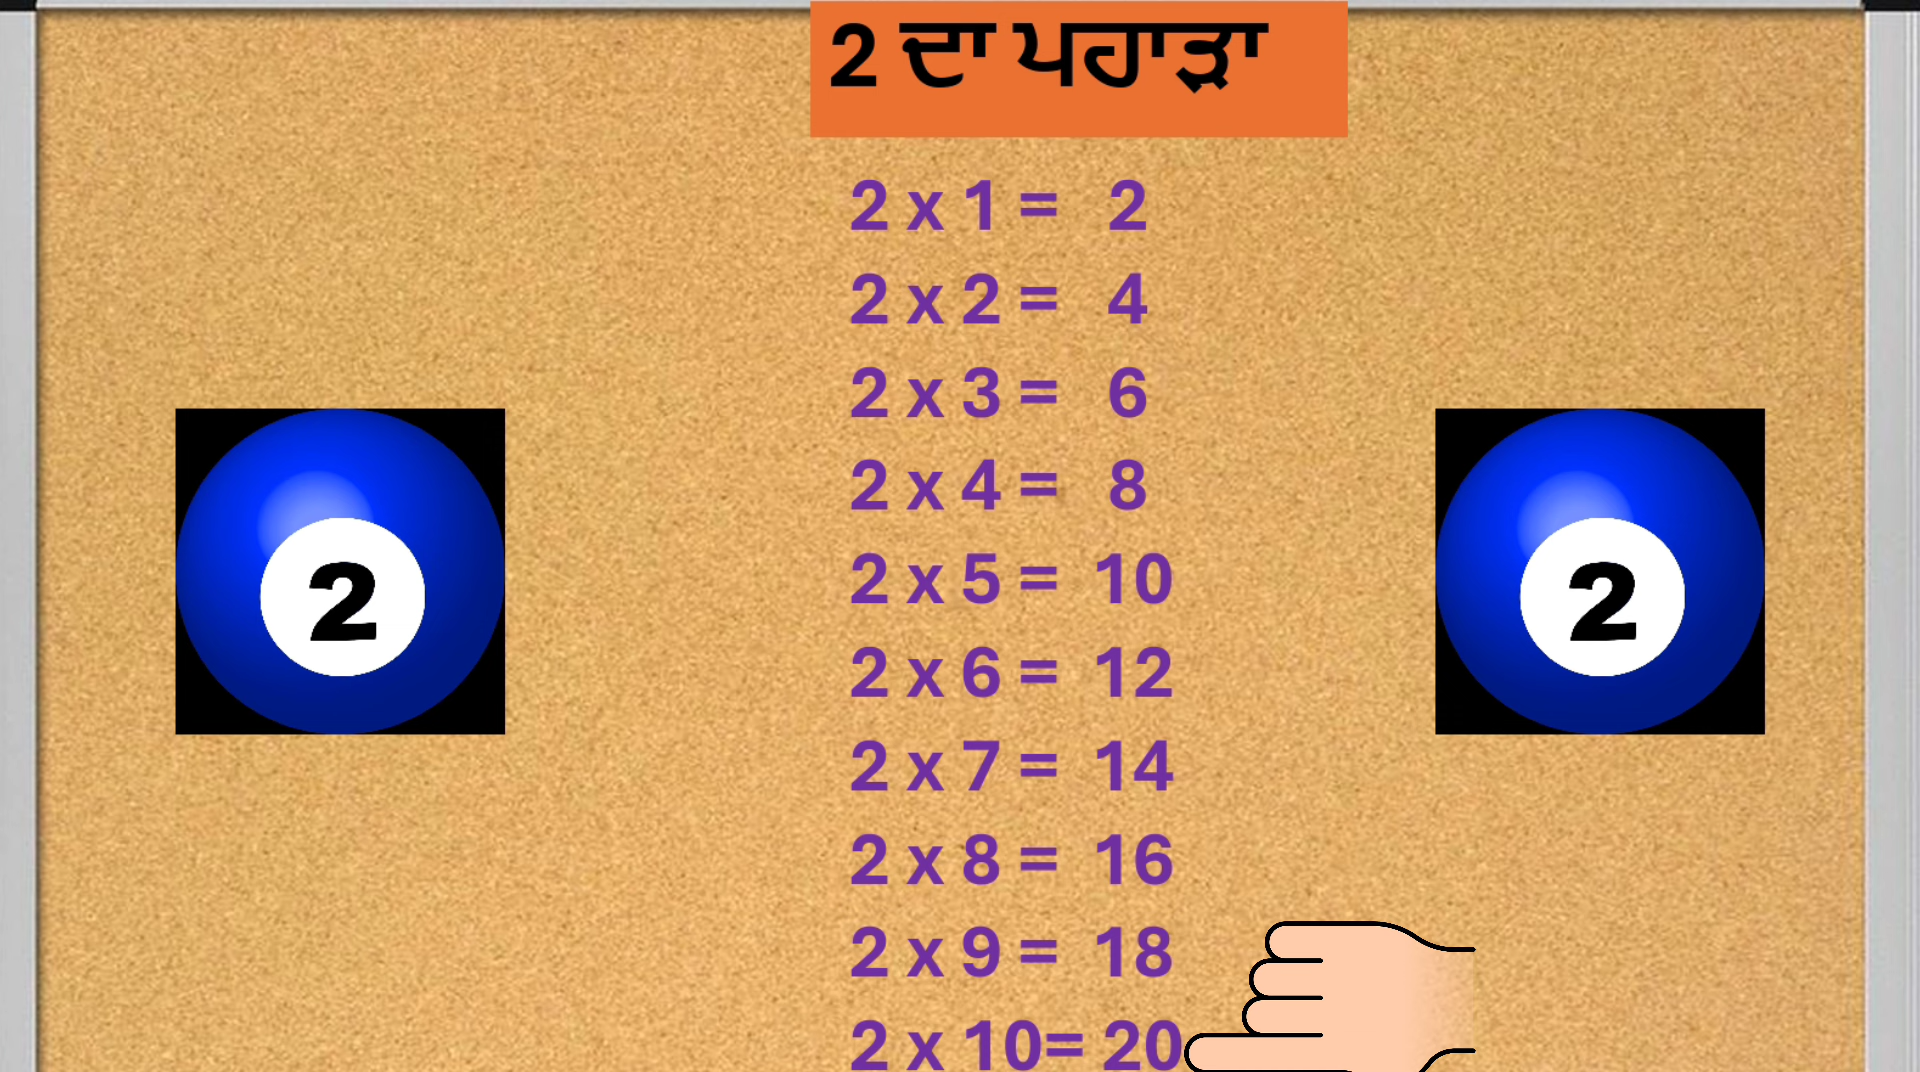 2 ਦਾ ਪਹਾੜਾ
2 x 1 = 2
2 x 2 = 4
2 x 3 = 6
2 x 4 = 8
2 x 5 = 10
2 x 6 = 12
2 x 7 = 14
2 x 8 = 16
2 x 9 = 18
2 x 10= 20
2
2